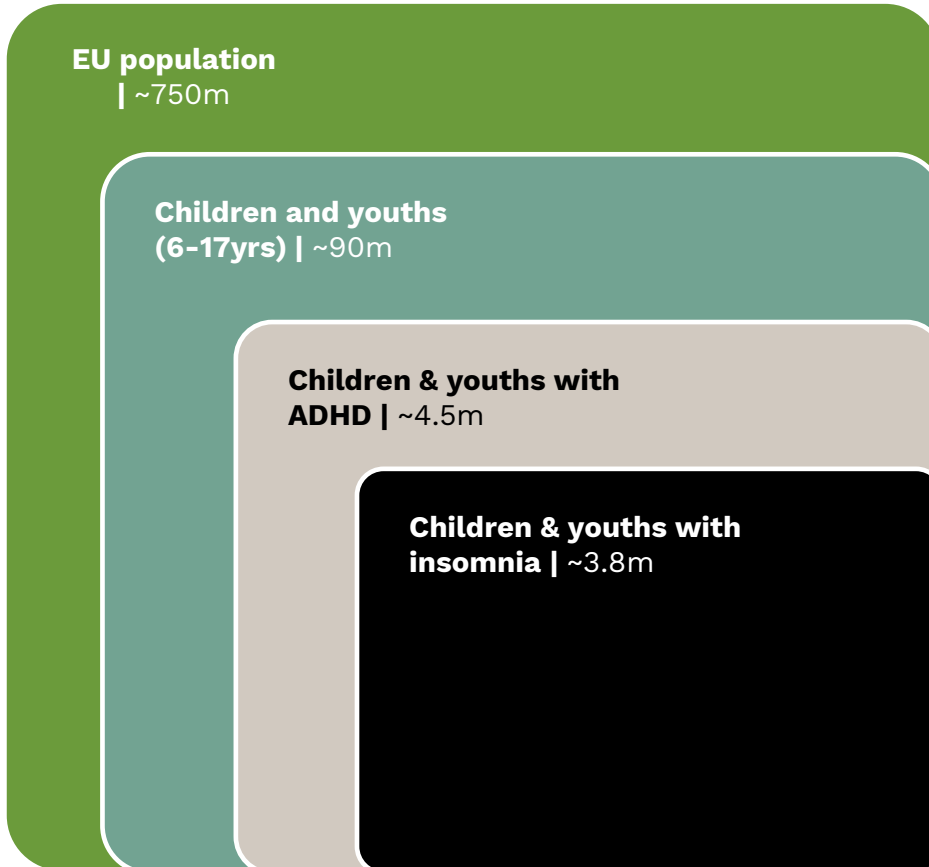 EU population
| ~750m
Children and youths
(6-17yrs) | ~90m
Children & youths with
ADHD | ~4.5m
Children & youths with
insomnia | ~3.8m